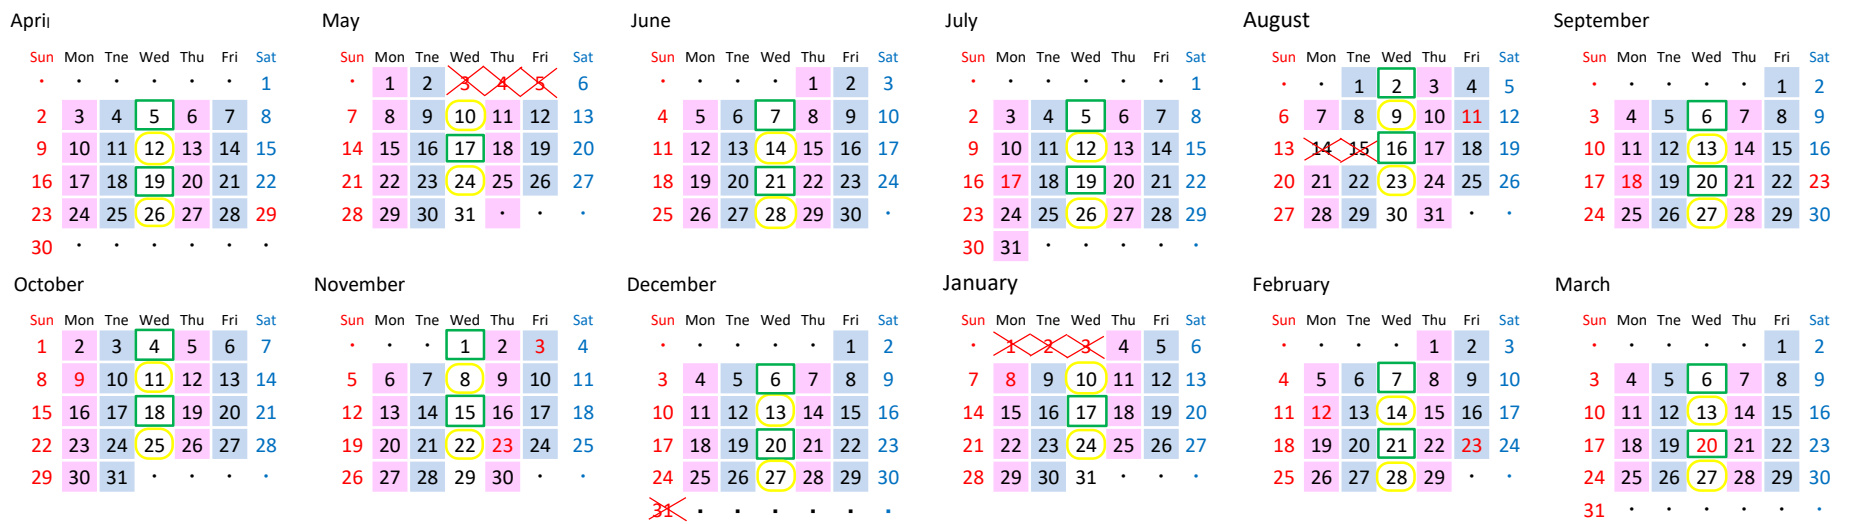 April May June July August September
Sun Mon Tne Wed Thu Fri Sat Sun Mon Tne Wed Thu Fri Sat Sun Mon Tne Wed Thu Fri Sat Sun Mon Tne Wed Thu Fri Sat Sun Mon Tne Wed Thu Fri Sat Sun Mon Tne Wed Thu Fri Sat
・ ・ ・ ・ ・ ・ 1 ・ 1 2 3 4 5 6 ・ ・ ・ ・ 1 2 3 ・ ・ ・ ・ ・ ・ 1 ・ ・ 1 2 3 4 5 ・ ・ ・ ・ ・ 1 2
2 3 4 5 6 7 8 7 8 9 10 11 12 13 4 5 6 7 8 9 10 2 3 4 5 6 7 8 6 7 8 9 10 11 12 3 4 5 6 7 8 9
9 10 11 12 13 14 15 14 15 16 17 18 19 20 11 12 13 14 15 16 17 9 10 11 12 13 14 15 13 14 15 16 17 18 19 10 11 12 13 14 15 16
16 17 18 19 20 21 22 21 22 23 24 25 26 27 18 19 20 21 22 23 24 16 17 18 19 20 21 22 20 21 22 23 24 25 26 17 18 19 20 21 22 23
23 24 25 26 27 28 29 28 29 30 31 ・ ・ ・ 25 26 27 28 29 30 ・ 23 24 25 26 27 28 29 27 28 29 30 31 ・ ・ 24 25 26 27 28 29 30
30 ・ ・ ・ ・ ・ ・ 30 31 ・ ・ ・ ・ ・
October November December January February March
Sun Mon Tne Wed Thu Fri Sat Sun Mon Tne Wed Thu Fri Sat Sun Mon Tne Wed Thu Fri Sat Sun Mon Tne Wed Thu Fri Sat Sun Mon Tne Wed Thu Fri Sat Sun Mon Tne Wed Thu Fri Sat
1 2 3 4 5 6 7 ・ ・ ・ 1 2 3 4 ・ ・ ・ ・ ・ 1 2 ・ 1 2 3 4 5 6 ・ ・ ・ ・ 1 2 3 ・ ・ ・ ・ ・ 1 2
8 9 10 11 12 13 14 5 6 7 8 9 10 11 3 4 5 6 7 8 9 7 8 9 10 11 12 13 4 5 6 7 8 9 10 3 4 5 6 7 8 9
15 16 17 18 19 20 21 12 13 14 15 16 17 18 10 11 12 13 14 15 16 14 15 16 17 18 19 20 11 12 13 14 15 16 17 10 11 12 13 14 15 16
22 23 24 25 26 27 28 19 20 21 22 23 24 25 17 18 19 20 21 22 23 21 22 23 24 25 26 27 18 19 20 21 22 23 24 17 18 19 20 21 22 23
29 30 31 ・ ・ ・ ・ 26 27 28 29 30 ・ ・ 24 25 26 27 28 29 30 28 29 30 31 ・ ・ ・ 25 26 27 28 29 ・ ・ 24 25 26 27 28 29 30
31 ・ ・ ・ ・ ・ ・ 31 ・ ・ ・ ・ ・ ・